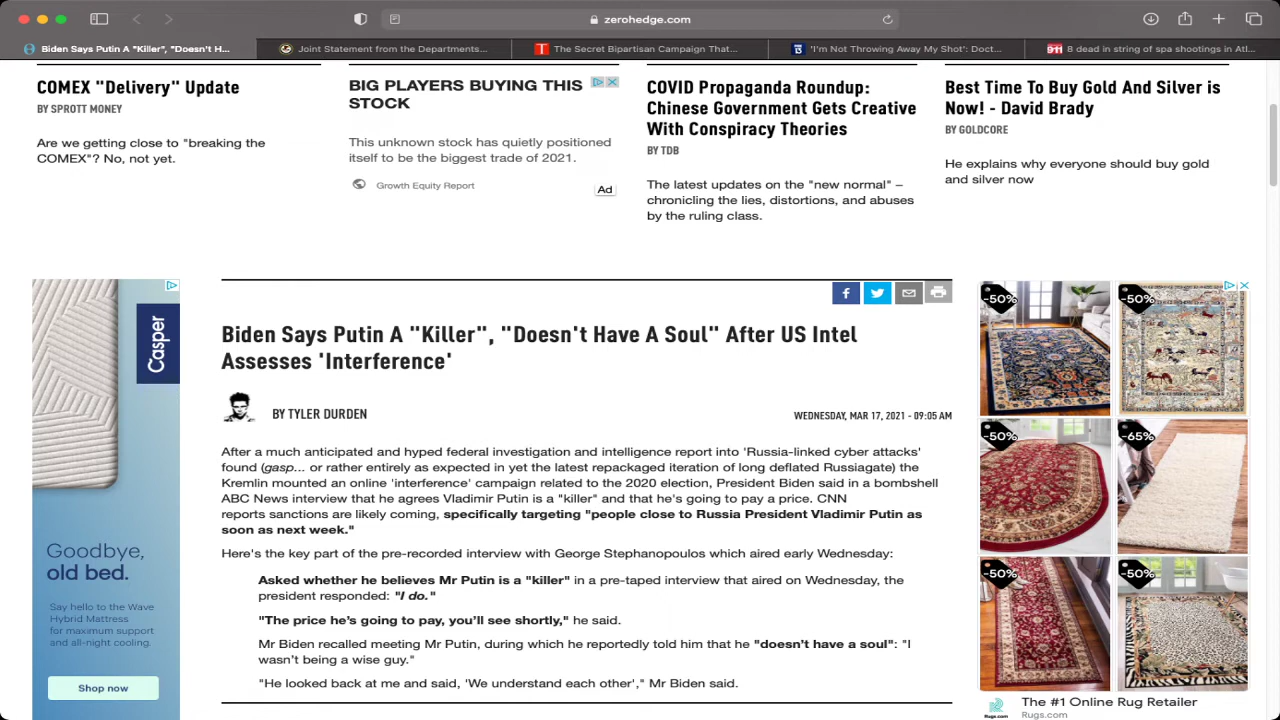 zerohedge.com
Biden Says Putin A "Killer", "Doesn't H...
Joint Statement from the Departments...
The Secret Bipartisan Campaign That...
'I'm Not Throwing Away My Shot': Doct...
8 dead in string of spa shootings in Atl...
COMEX "Delivery" Update
BY SPROTT MONEY
Are we getting close to "breaking the
COMEX"? No, not yet.
BIG PLAYERS BUYING THIS
STOCK
This unknown stock has quietly positioned
itself to be the biggest trade of 2021.
Growth Equity Report
Ad
COVID Propaganda Roundup:
Chinese Government Gets Creative
With Conspiracy Theories
BY TDB
The latest updates on the "new normal" –
chronicling the lies, distortions, and abuses
by the ruling class.
Best Time To Buy Gold And Silver is
Now! - David Brady
BY GOLDCORE
He explains why everyone should buy gold
and silver now
Casper
Goodbye,
old bed.
Say hello to the Wave
Hybrid Mattress
for maximum support
and all-night cooling.
Shop now
Biden Says Putin A "Killer", "Doesn't Have A Soul" After US Intel
Assesses 'Interference'
BY TYLER DURDEN
WEDNESDAY, MAR 17, 2021 - 09:05 AM
After a much anticipated and hyped federal investigation and intelligence report into 'Russia-linked cyber attacks'
found (gasp... or rather entirely as expected in yet the latest repackaged iteration of long deflated Russiagate) the
Kremlin mounted an online 'interference' campaign related to the 2020 election, President Biden said in a bombshell
ABC News interview that he agrees Vladimir Putin is a "killer" and that he's going to pay a price. CNN
reports sanctions are likely coming, specifically targeting "people close to Russia President Vladimir Putin as
soon as next week."
Here's the key part of the pre-recorded interview with George Stephanopoulos which aired early Wednesday:
Asked whether he believes Mr Putin is a "killer" in a pre-taped interview that aired on Wednesday, the
president responded: "I do."
"The price he's going to pay, you'll see shortly," he said.
Mr Biden recalled meeting Mr Putin, during which he reportedly told him that he "doesn't have a soul": "I
wasn't being a wise guy."
"He looked back at me and said, 'We understand each other'," Mr Biden said.
-50%
-50%
-50%
-65%
-50%
-50%
The #1 Online Rug Retailer
Rugs.com